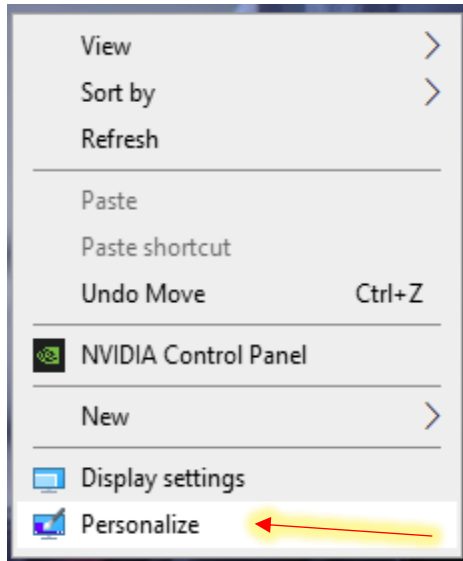 View
Sort by
Refresh
Paste
Paste shortcut
Undo Move Ctrl+Z
NVIDIA Control Panel
New
Display settings
Personalize